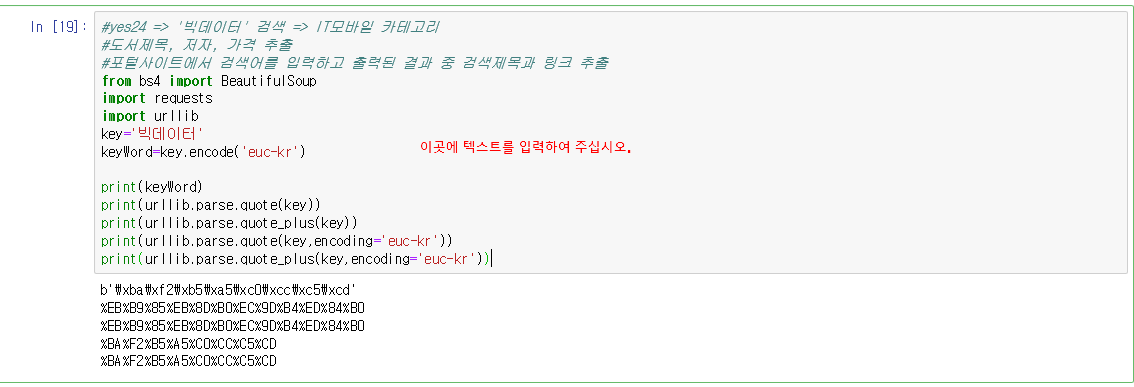 In [19]:
#yes24 => '빅데이터' 검색 => IT모바일 카테고리
#도서제목, 저자, 가격 추출
#포털사이트에서 검색어를 입력하고 출력된 결과 중 검색제목과 링크 추출
from bs4 import BeautifulSoup
import requests
import urllib
key='빅데이터'
keyWord=key.encode('euc-kr')
이곳에 텍스트를 입력하여 주십시오.
print(keyWord)
print(urllib.parse.quote(key))
print(urllib.parse.quote_plus(key))
print(urllib.parse.quote(key,encoding='euc-kr'))
print(urllib.parse.quote_plus(key,encoding='euc-kr'))
b'₩xba₩xf2₩xb5₩xa5₩xc0₩xcc₩xc5₩xcd'
%EB%B9%85%EB%8D%B0%EC%9D%B4%ED%84%B0
%EB%B9%85%EB%8D%B0%EC%9D%B4%ED%84%B0
%BA%F2%B5%A5%C0%CC%C5%CD
%BA%F2%B5%A5%C0%CC%C5%CD